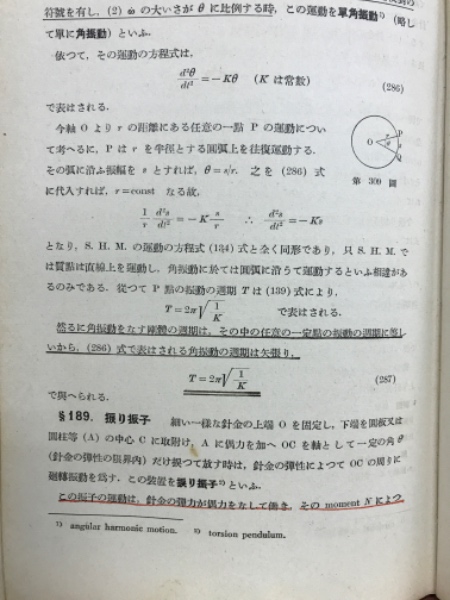 符號を有し，(2) ω̇ の大いさが θ に比例する時，この運動を單角振動¹⁾（略し
て單に角振動）といふ．
依つて，その運動の方程式は，
d²θ/dt² = −Kθ （K は常數） (286)
で表はされる．
今軸 O より r の距離にある任意の一點 P の運動につい
て考へるに，P は r を半徑とする圓弧上を往復運動する．
その弧に沿ふ振幅を s とすれば，θ = s/r. 之を (286) 式
に代入すれば，r = const なる故，
O r θ P s Q
第 309 圖
1/r d²s/dt² = −K s/r ∴ d²s/dt² = −Ks
となり，S. H. M. の運動の方程式 (134) 式と全く同形であり，只 S. H. M. で
は質點は直線上を運動し，角振動に於ては圓弧に沿うて運動するといふ相違があ
るのみである．從つて P 點の振動の週期 T は (139) 式により，
T = 2π√(1/K) で表はされる．
然るに角振動をなす剛體の週期は，その中の任意の一定點の振動の週期に等し
いから，(286) 式で表はされる角振動の週期は矢張り，
T = 2π√(1/K) (287)
で與へられる．
§189. 捩り振子 細い一樣な針金の上端 O を固定し，下端を圓板又は
圓柱等 (A) の中心 C に取附け，A に偶力を加へ OC を軸として一定の角 θ
（針金の彈性の限界内）だけ捩つて放す時は，針金の彈性によつて OC の周りに
廻轉振動を爲す．この裝置を捩り振子²⁾といふ．
この振子の運動は，針金の彈力が偶力をなして働き，その moment N によつ
¹⁾ angular harmonic motion. ²⁾ torsion pendulum.